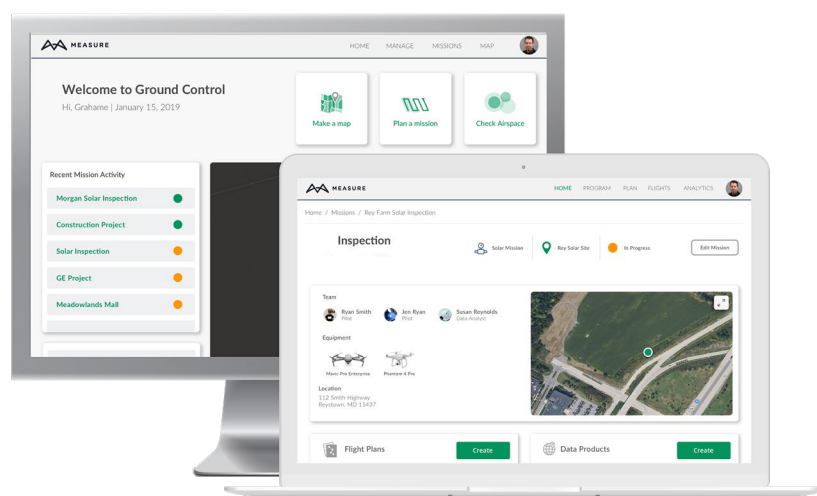 MEASURE
HOME MANAGE MISSIONS MAP
Welcome to Ground Control
Hi, Grahame | January 15, 2019
Make a map
Plan a mission
Check Airspace
Recent Mission Activity
Morgan Solar Inspection
Construction Project
Solar Inspection
GE Project
Meadowlands Mall
MEASURE
HOME PROGRAM PLAN FLIGHTS ANALYTICS
Home / Missions / Rey Farm Solar Inspection
Inspection
Solar Mission
Rey Solar Site
In Progress
Edit Mission
Team
Ryan Smith
Pilot
Jen Ryan
Pilot
Susan Reynolds
Data Analyst
Equipment
Mavic Pro Enterprise
Phantom 4 Pro
Location
112 Smith Highway
Reystown, MD 15437
Flight Plans
Create
Data Products
Create